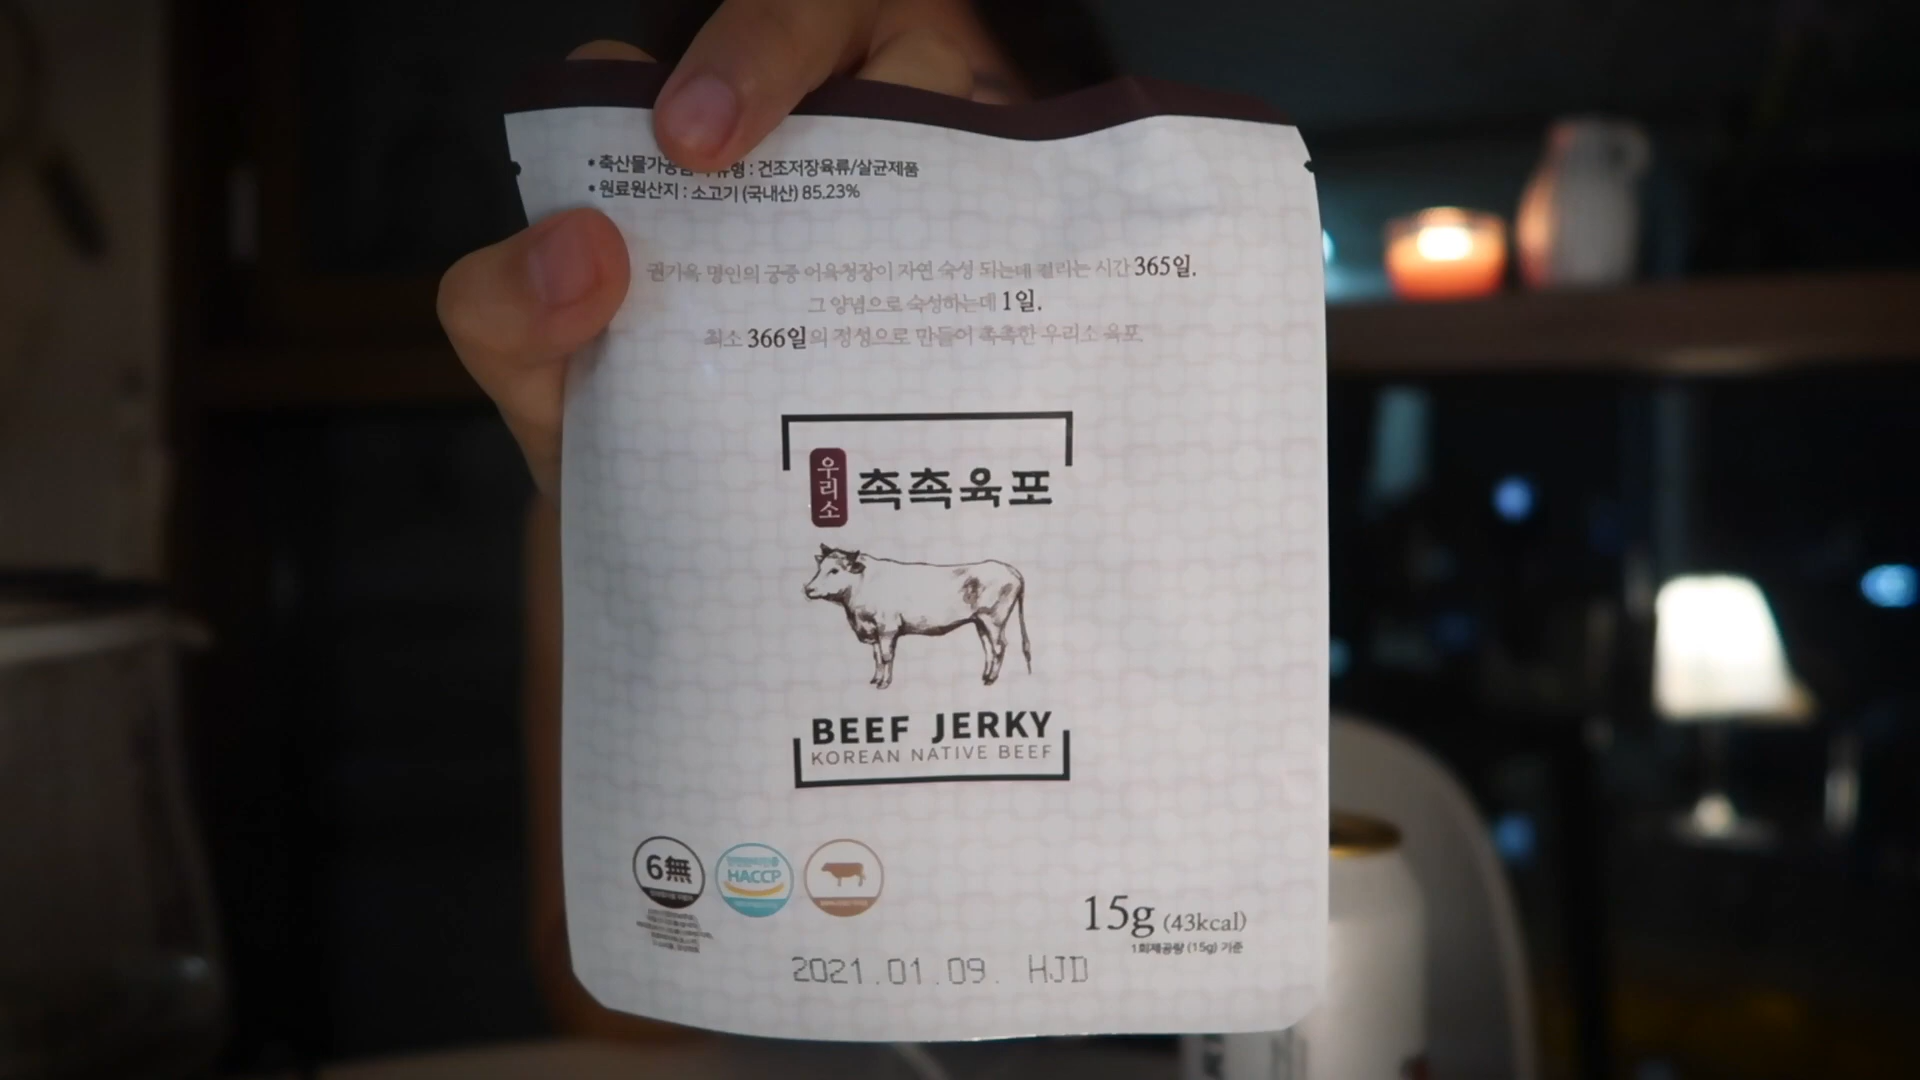 • 축산물가공품의유형 : 건조저장육류/살균제품
• 원료원산지 : 소고기 (국내산) 85.23%
권기옥 명인의 궁중 어육청장이 자연 숙성 되는데 걸리는 시간 365일.
그 양념으로 숙성하는데 1일.
최소 366일의 정성으로 만들어 촉촉한 우리소 육포.
우리소
촉촉육포
BEEF JERKY
KOREAN NATIVE BEEF
6無
HACCP
15g (43kcal)
1회제공량 (15g) 기준
2021.01.09. HJD